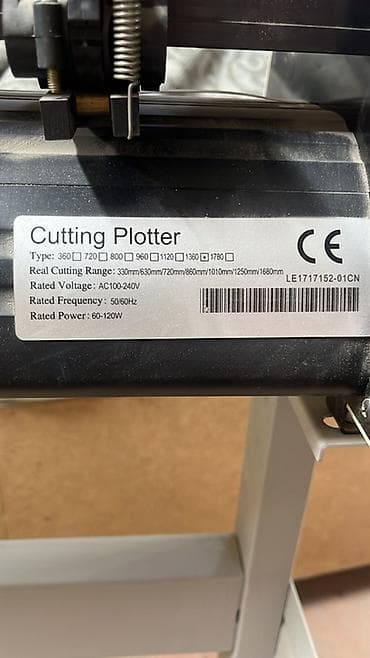 Cutting Plotter
CE
Type: 360☐ 720☐ 800☐ 960☐ 1120☐ 1360☑ 1780☐
Real Cutting Range: 330mm/630mm/720mm/860mm/1010mm/1250mm/1680mm
Rated Voltage: AC100-240V
LE1717152-01CN
Rated Frequency: 50/60Hz
Rated Power: 60-120W